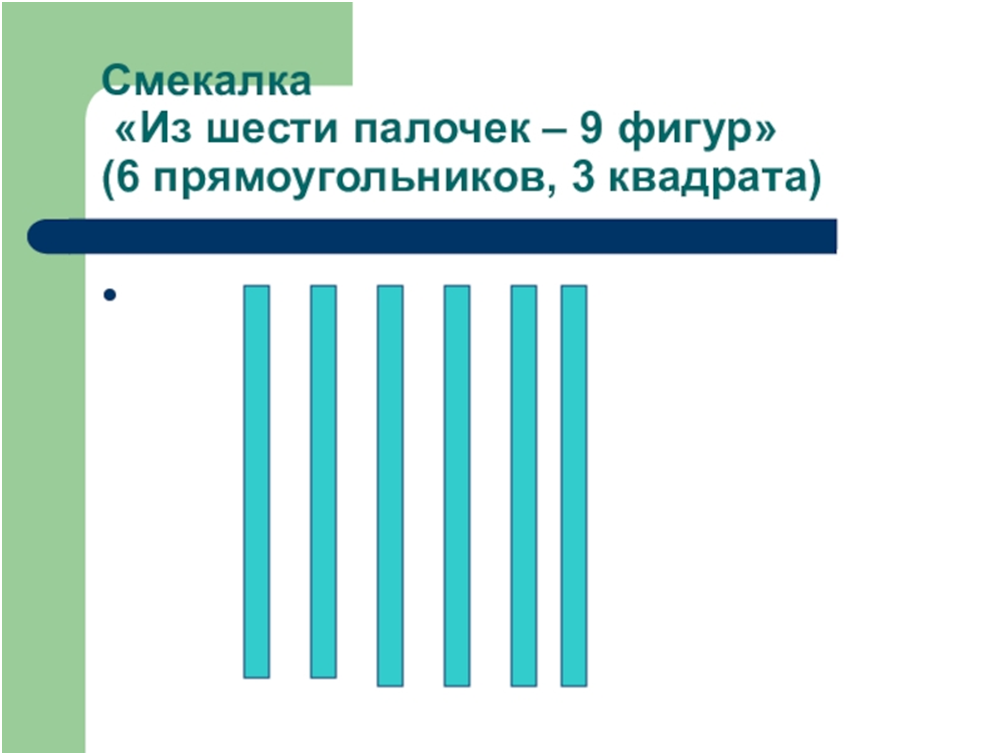 Смекалка
«Из шести палочек – 9 фигур»
(6 прямоугольников, 3 квадрата)